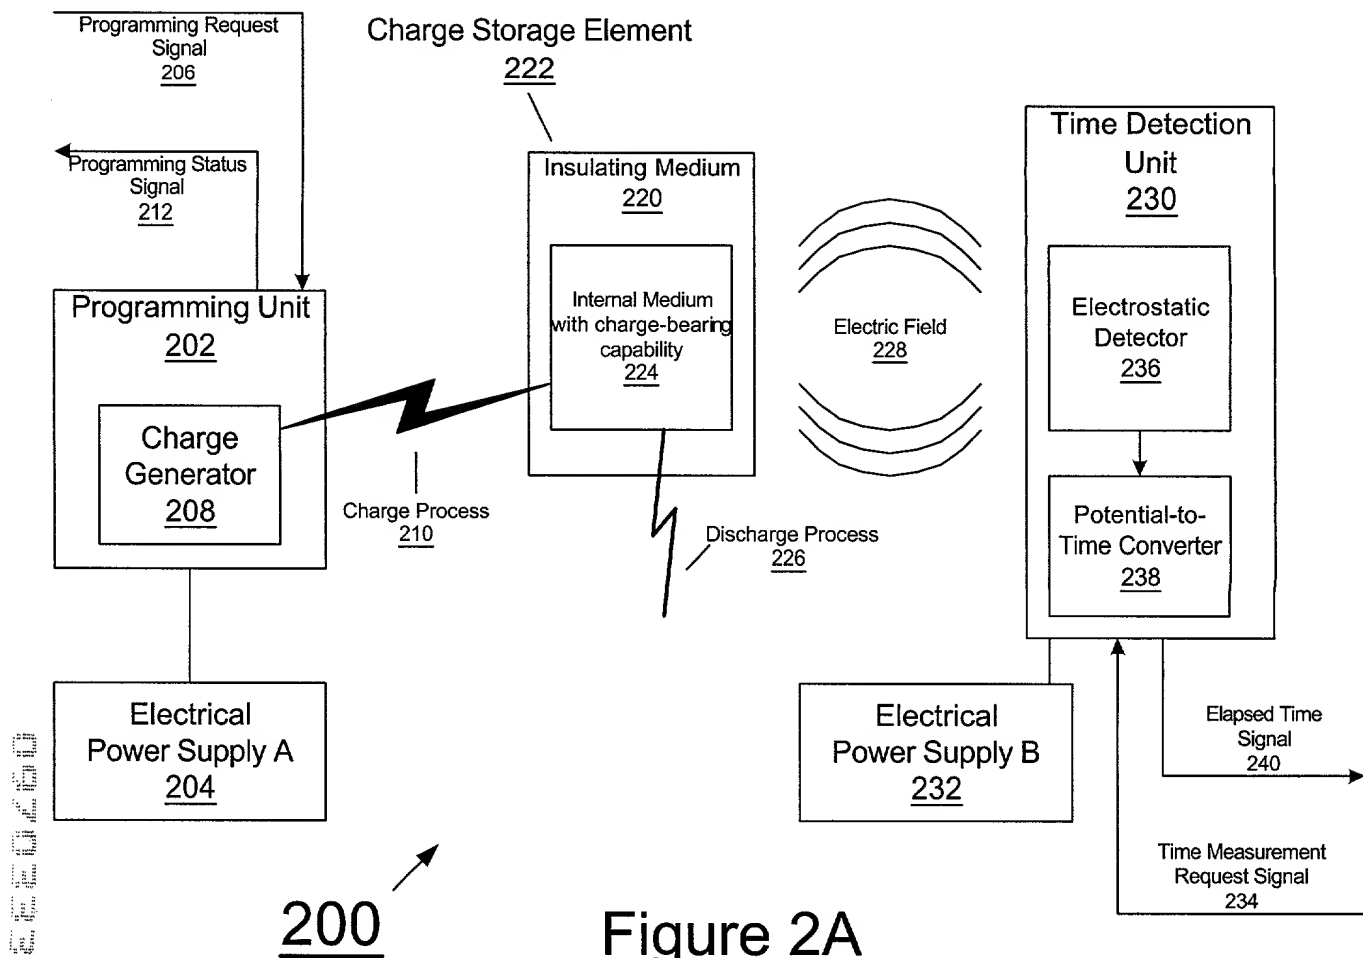 Programming Request
Signal
206
Programming Status
Signal
212
Programming Unit
202
Charge
Generator
208
Electrical
Power Supply A
204
Charge Storage Element
222
Insulating Medium
220
Internal Medium
with charge-bearing
capability
224
Charge Process
210
Discharge Process
226
Electric Field
228
Time Detection
Unit
230
Electrostatic
Detector
236
Potential-to-
Time Converter
238
Electrical
Power Supply B
232
Elapsed Time
Signal
240
Time Measurement
Request Signal
234
200
Figure 2A